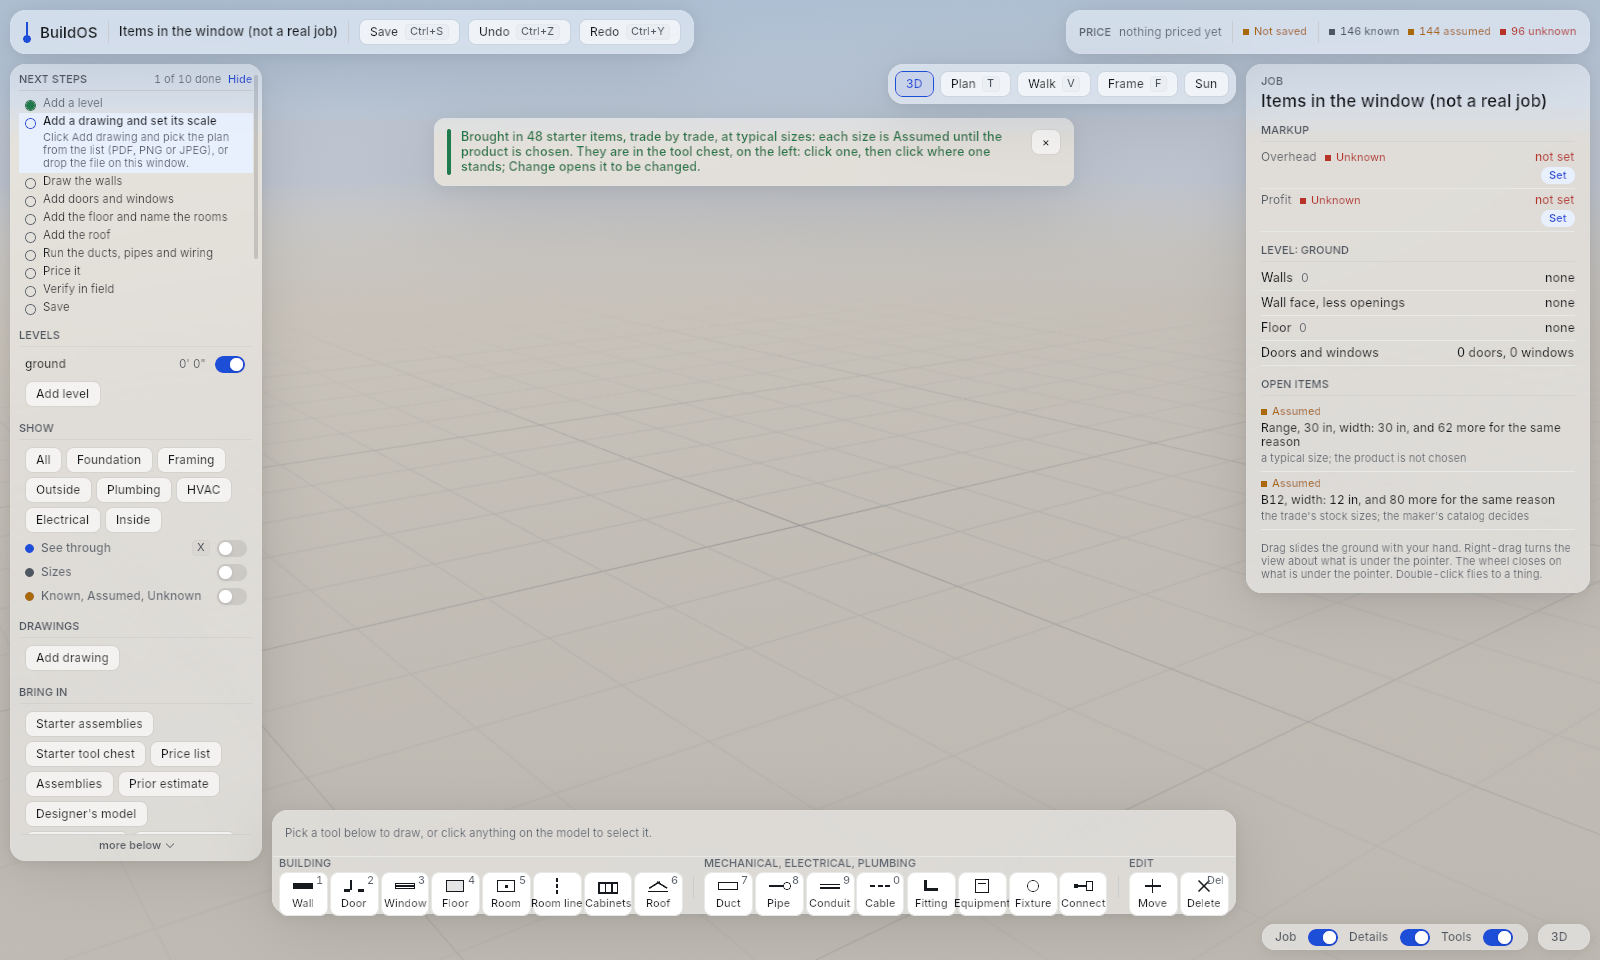 BuildOS
Items in the window (not a real job)
Save Ctrl+S
Undo Ctrl+Z
Redo Ctrl+Y
PRICE nothing priced yet
Not saved
146 known
144 assumed
96 unknown
NEXT STEPS
1 of 10 done Hide
Add a level
Add a drawing and set its scale
Click Add drawing and pick the plan
from the list (PDF, PNG or JPEG), or
drop the file on this window.
Draw the walls
Add doors and windows
Add the floor and name the rooms
Add the roof
Run the ducts, pipes and wiring
Price it
Verify in field
Save
LEVELS
ground 0' 0"
Add level
SHOW
All Foundation Framing
Outside Plumbing HVAC
Electrical Inside
See through X
Sizes
Known, Assumed, Unknown
DRAWINGS
Add drawing
BRING IN
Starter assemblies
Starter tool chest Price list
Assemblies Prior estimate
Designer's model
more below
3D
Plan T
Walk V
Frame F
Sun
Brought in 48 starter items, trade by trade, at typical sizes: each size is Assumed until the
product is chosen. They are in the tool chest, on the left: click one, then click where one
stands; Change opens it to be changed.
×
JOB
Items in the window (not a real job)
MARKUP
Overhead Unknown not set
Set
Profit Unknown not set
Set
LEVEL: GROUND
Walls 0 none
Wall face, less openings none
Floor 0 none
Doors and windows 0 doors, 0 windows
OPEN ITEMS
Assumed
Range, 30 in, width: 30 in, and 62 more for the same
reason
a typical size; the product is not chosen
Assumed
B12, width: 12 in, and 80 more for the same reason
the trade's stock sizes; the maker's catalog decides
Drag slides the ground with your hand. Right-drag turns the
view about what is under the pointer. The wheel closes on
what is under the pointer. Double-click flies to a thing.
Pick a tool below to draw, or click anything on the model to select it.
BUILDING
Wall 1
Door 2
Window 3
Floor 4
Room 5
Room line
Cabinets
Roof 6
MECHANICAL, ELECTRICAL, PLUMBING
Duct 7
Pipe 8
Conduit 9
Cable 0
Fitting
Equipment
Fixture
Connect
EDIT
Move
Delete Del
Job
Details
Tools
3D